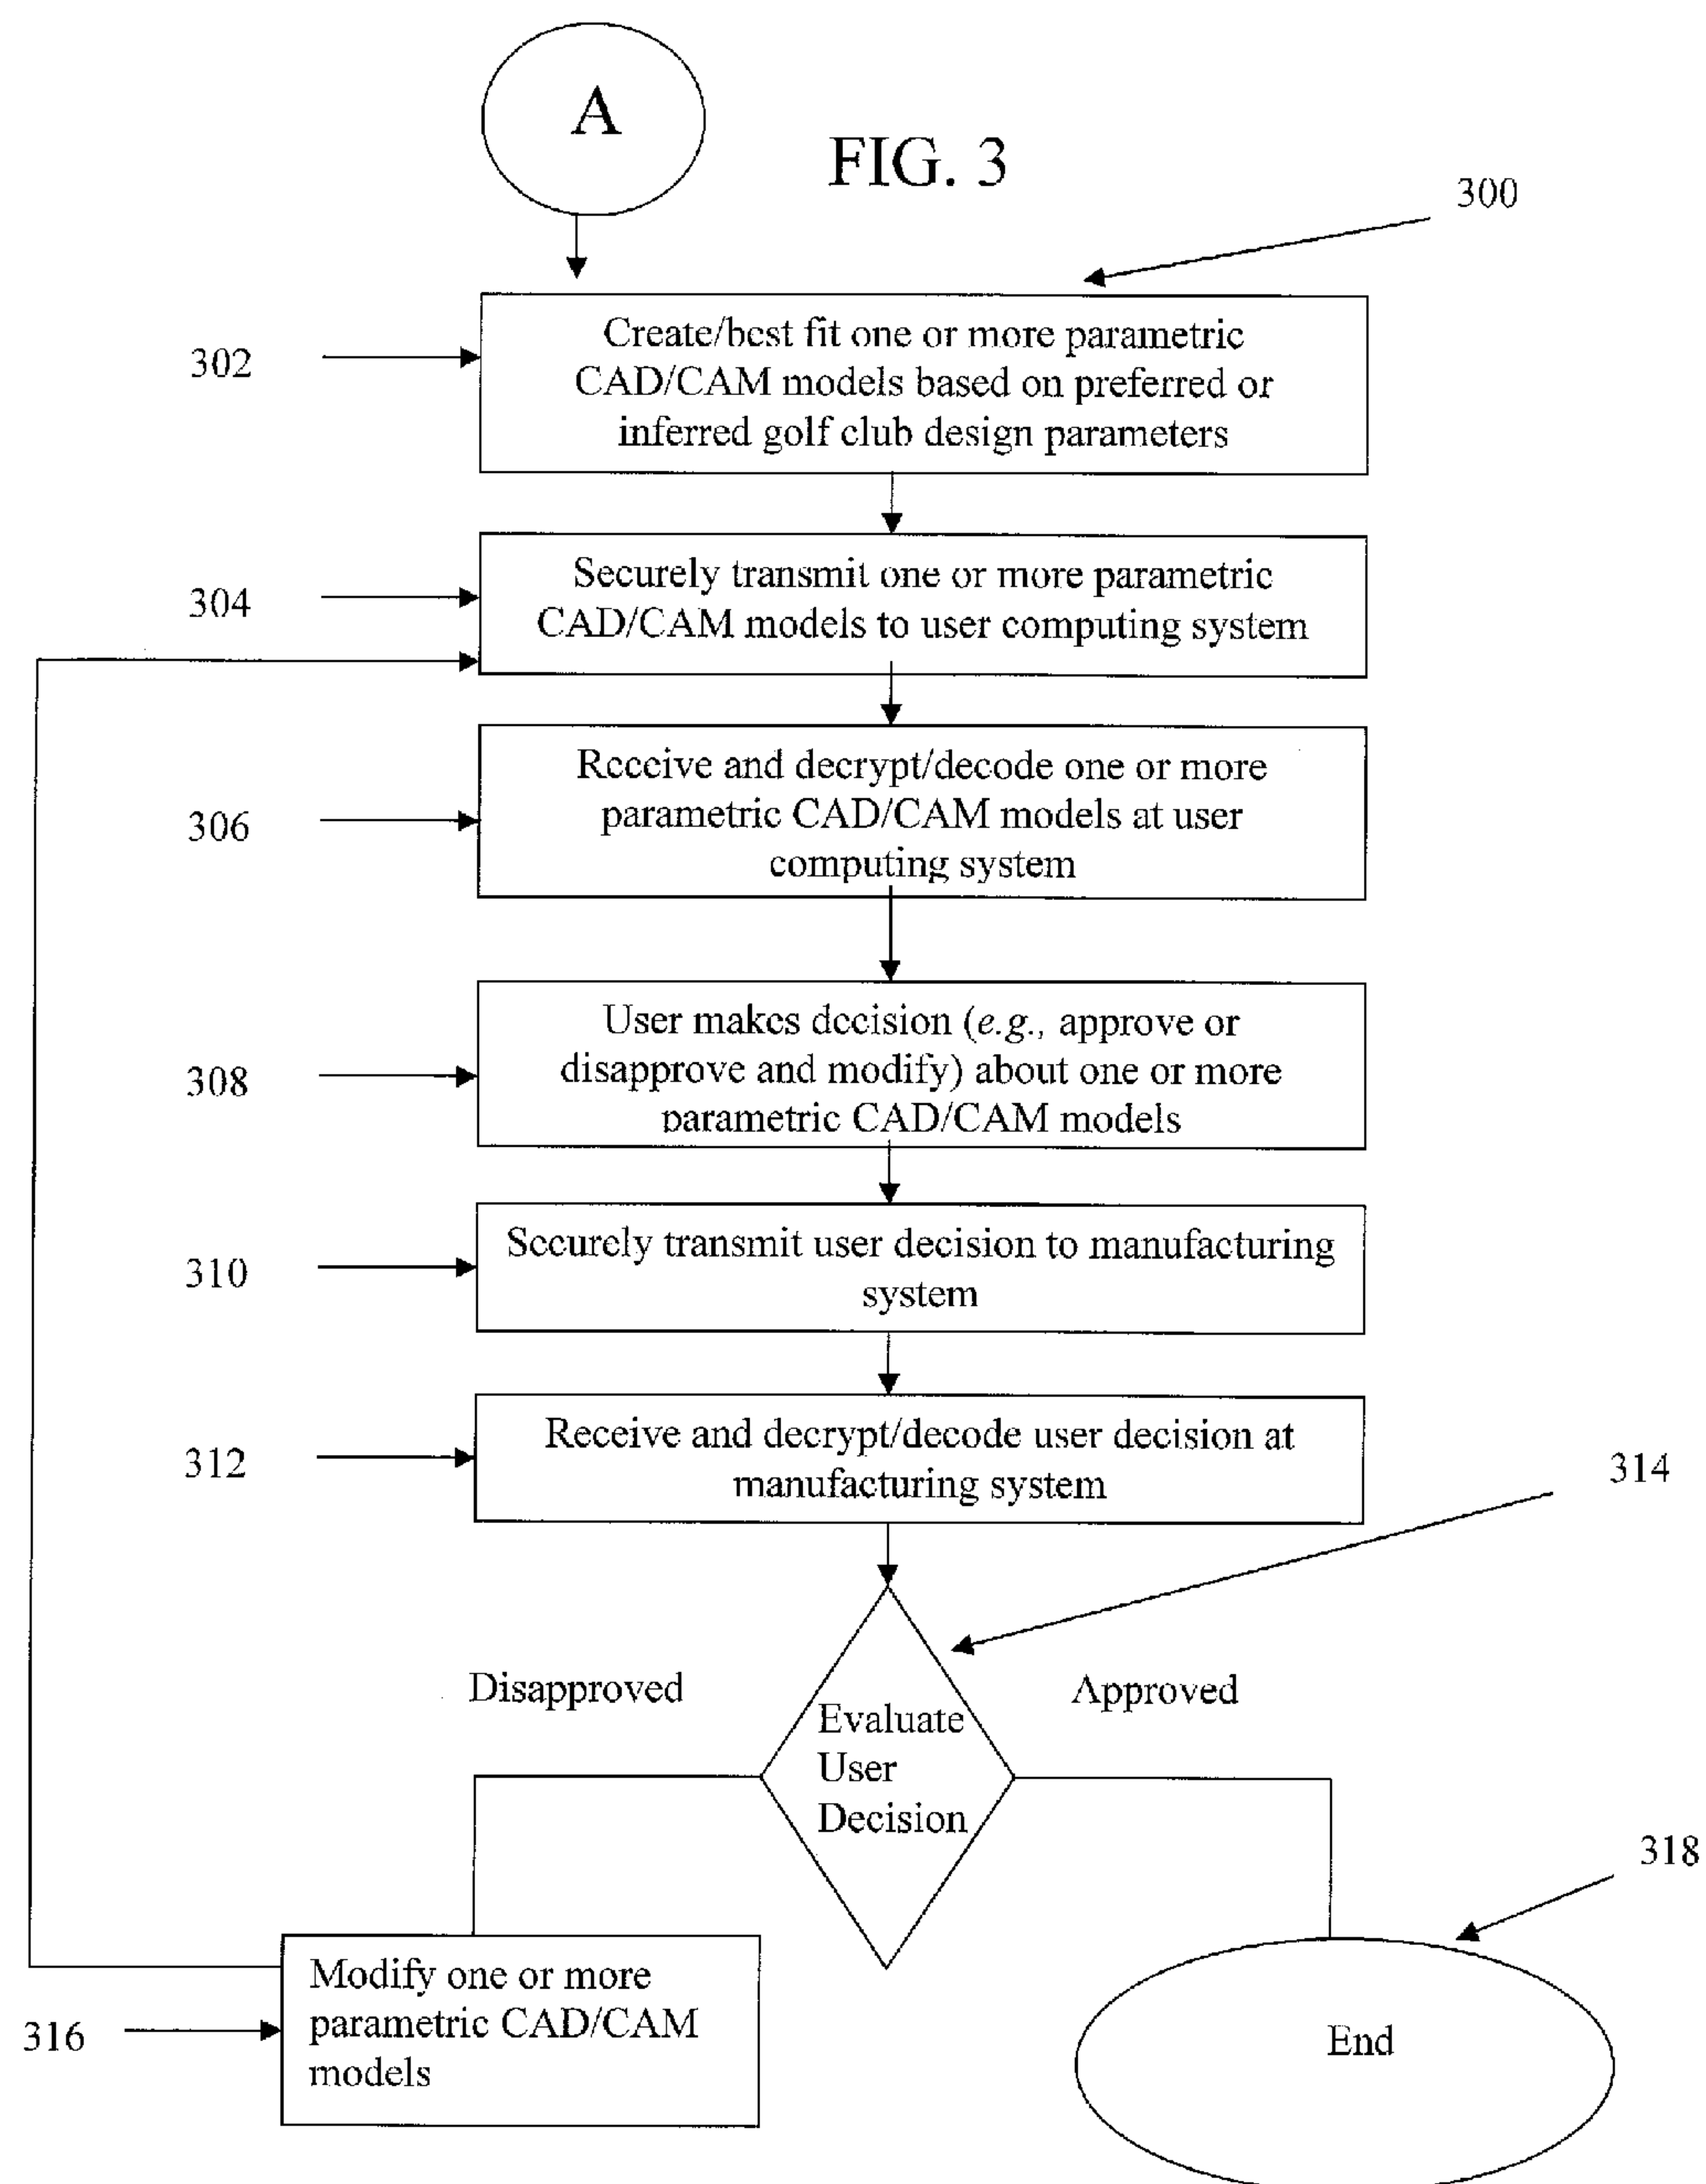 A
FIG. 3
300
302
Create/best fit one or more parametric
CAD/CAM models based on preferred or
inferred golf club design parameters
304
Securely transmit one or more parametric
CAD/CAM models to user computing system
306
Receive and decrypt/decode one or more
parametric CAD/CAM models at user
computing system
308
User makes decision (e.g., approve or
disapprove and modify) about one or more
parametric CAD/CAM models
310
Securely transmit user decision to manufacturing
system
312
Receive and decrypt/decode user decision at
manufacturing system
314
Disapproved
Approved
Evaluate
User
Decision
318
316
Modify one or more
parametric CAD/CAM
models
End